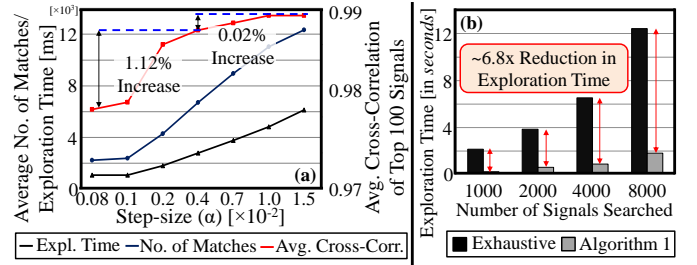 [×10³]
12
8
4
0
Average No. of Matches/
Exploration Time [ms]
1.12%
Increase
0.02%
Increase
(a)
0.99
0.98
0.97
Avg. Cross-Correlation
of Top 100 Signals
0.08 0.1 0.2 0.4 0.7 1.0 1.5
Step-size (α) [×10⁻²]
Expl. Time No. of Matches Avg. Cross-Corr.
(b)
12
8
4
0
Exploration Time [in seconds]
~6.8x Reduction in
Exploration Time
1000 2000 4000 8000
Number of Signals Searched
Exhaustive Algorithm 1